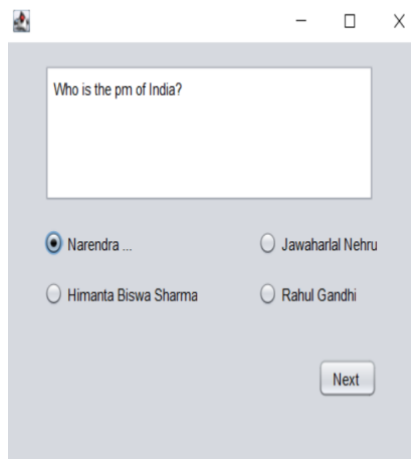 Who is the pm of India?
Narendra ... Jawaharlal Nehru
Himanta Biswa Sharma Rahul Gandhi
Next